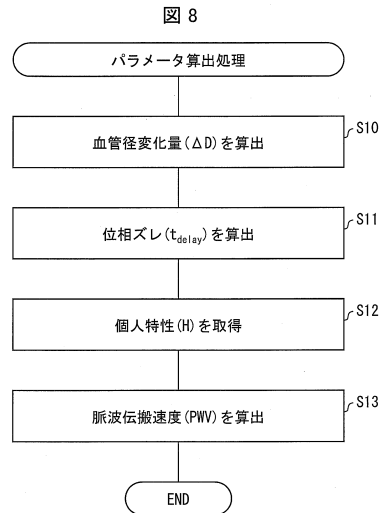 図8
パラメータ算出処理
血管径変化量(ΔD)を算出
S10
位相ズレ(tdelay)を算出
S11
個人特性(H)を取得
S12
脈波伝搬速度(PWV)を算出
S13
END